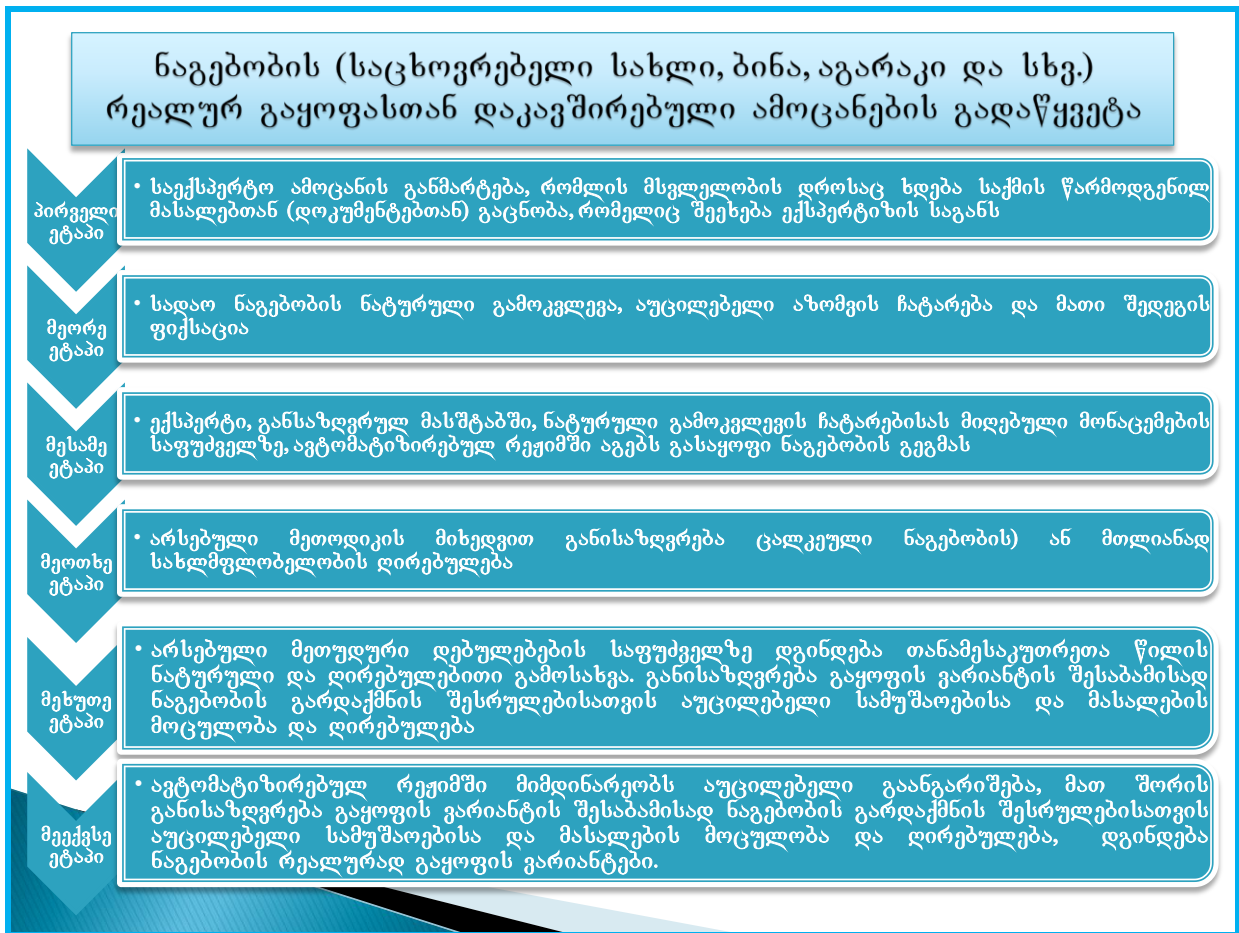 ნაგებობის (საცხოვრებელი სახლი, ბინა, აგარაკი და სხვ.)
რეალურ გაყოფასთან დაკავშირებული ამოცანების გადაწყვეტა
პირველი
ეტაპი
• საექსპერტო ამოცანის განმარტება, რომლის მსვლელობის დროსაც ხდება საქმის წარმოდგენილ
მასალებთან (დოკუმენტებთან) გაცნობა, რომელიც შეეხება ექსპერტიზის საგანს
მეორე
ეტაპი
• სადაო ნაგებობის ნატურული გამოკვლევა, აუცილებელი აზომვის ჩატარება და მათი შედეგის
ფიქსაცია
მესამე
ეტაპი
• ექსპერტი, განსაზღვრულ მასშტაბში, ნატურული გამოკვლევის ჩატარებისას მიღებული მონაცემების
საფუძველზე, ავტომატიზირებულ რეჟიმში აგებს გასაყოფი ნაგებობის გეგმას
მეოთხე
ეტაპი
• არსებული მეთოდიკის მიხედვით განისაზღვრება ცალკეული ნაგებობის) ან მთლიანად
სახლმფლობელობის ღირებულება
მეხუთე
ეტაპი
• არსებული მეთუდური დებულებების საფუძველზე დგინდება თანამესაკუთრეთა წილის
ნატურული და ღირებულებითი გამოსახვა. განისაზღვრება გაყოფის ვარიანტის შესაბამისად
ნაგებობის გარდაქმნის შესრულებისათვის აუცილებელი სამუშაოებისა და მასალების
მოცულობა და ღირებულება
მეექვსე
ეტაპი
• ავტომატიზირებულ რეჟიმში მიმდინარეობს აუცილებელი გაანგარიშება, მათ შორის
განისაზღვრება გაყოფის ვარიანტის შესაბამისად ნაგებობის გარდაქმნის შესრულებისათვის
აუცილებელი სამუშაოებისა და მასალების მოცულობა და ღირებულება, დგინდება
ნაგებობის რეალურად გაყოფის ვარიანტები.